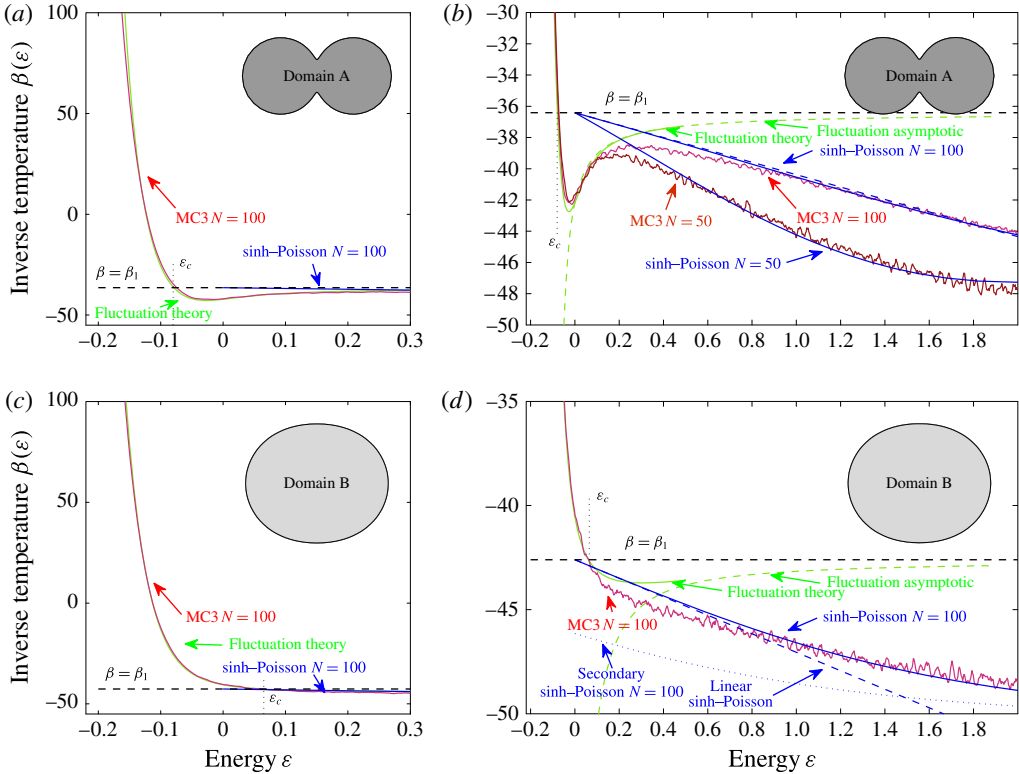 (a)
100
50
0
−50
Inverse temperature β(ε)
Domain A
MC3 N = 100
sinh–Poisson N = 100
β = β1
εc
Fluctuation theory
−0.2
−0.1
0
0.1
0.2
0.3
(b)
−30
−32
−34
−36
−38
−40
−42
−44
−46
−48
−50
Domain A
β = β1
Fluctuation theory
Fluctuation asymptotic
sinh–Poisson N = 100
MC3 N = 50
MC3 N = 100
εc
sinh–Poisson N = 50
0
0.2
0.4
0.6
0.8
1.0
1.2
1.4
1.6
1.8
(c)
100
50
0
−50
Inverse temperature β(ε)
Domain B
MC3 N = 100
Fluctuation theory
sinh–Poisson N = 100
β = β1
εc
−0.2
−0.1
0
0.1
0.2
0.3
Energy ε
(d)
−35
−40
−45
−50
Domain B
εc
β = β1
Fluctuation asymptotic
Fluctuation theory
sinh–Poisson N = 100
MC3 N = 100
Secondary
sinh–Poisson N = 100
Linear
sinh–Poisson
0
0.2
0.4
0.6
0.8
1.0
1.2
1.4
1.6
1.8
Energy ε